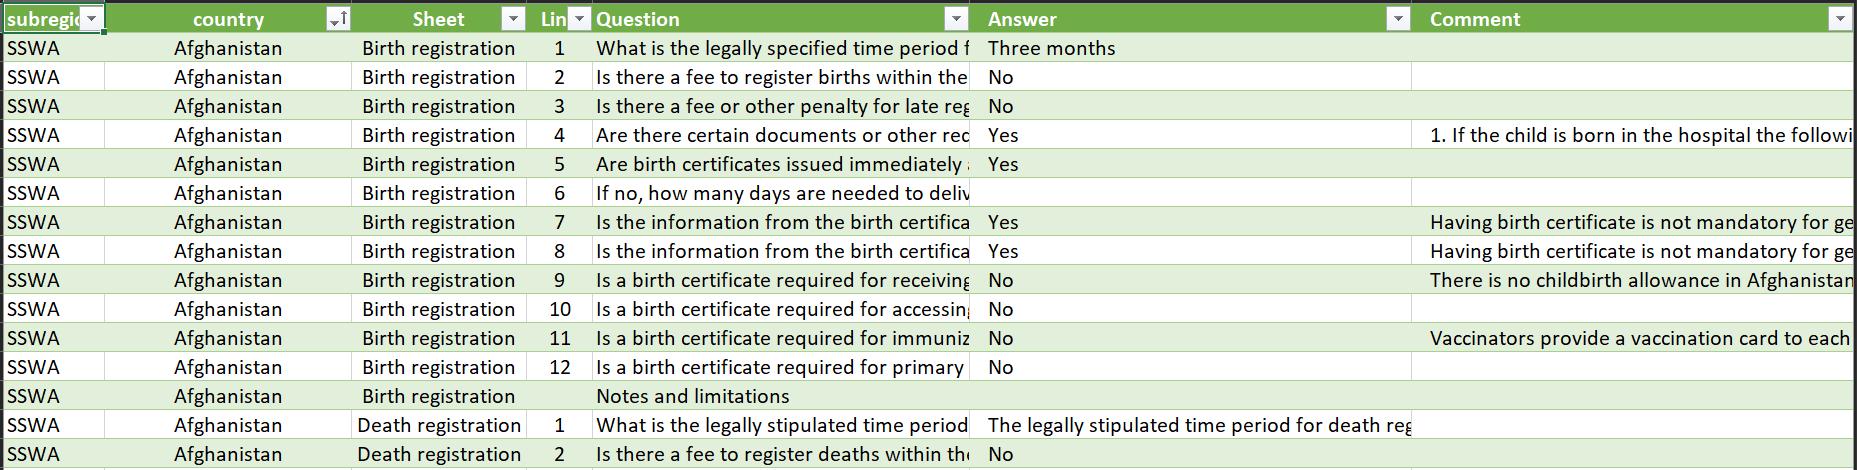 subregic country Sheet Lin Question Answer Comment
SSWA Afghanistan Birth registration 1 What is the legally specified time period f Three months
SSWA Afghanistan Birth registration 2 Is there a fee to register births within the No
SSWA Afghanistan Birth registration 3 Is there a fee or other penalty for late reg No
SSWA Afghanistan Birth registration 4 Are there certain documents or other req Yes 1. If the child is born in the hospital the followi
SSWA Afghanistan Birth registration 5 Are birth certificates issued immediately Yes
SSWA Afghanistan Birth registration 6 If no, how many days are needed to deliv
SSWA Afghanistan Birth registration 7 Is the information from the birth certifica Yes Having birth certificate is not mandatory for ge
SSWA Afghanistan Birth registration 8 Is the information from the birth certifica Yes Having birth certificate is not mandatory for ge
SSWA Afghanistan Birth registration 9 Is a birth certificate required for receiving No There is no childbirth allowance in Afghanistan
SSWA Afghanistan Birth registration 10 Is a birth certificate required for accessing No
SSWA Afghanistan Birth registration 11 Is a birth certificate required for immuniz No Vaccinators provide a vaccination card to each
SSWA Afghanistan Birth registration 12 Is a birth certificate required for primary No
SSWA Afghanistan Birth registration Notes and limitations
SSWA Afghanistan Death registration 1 What is the legally stipulated time period The legally stipulated time period for death reg
SSWA Afghanistan Death registration 2 Is there a fee to register deaths within the No